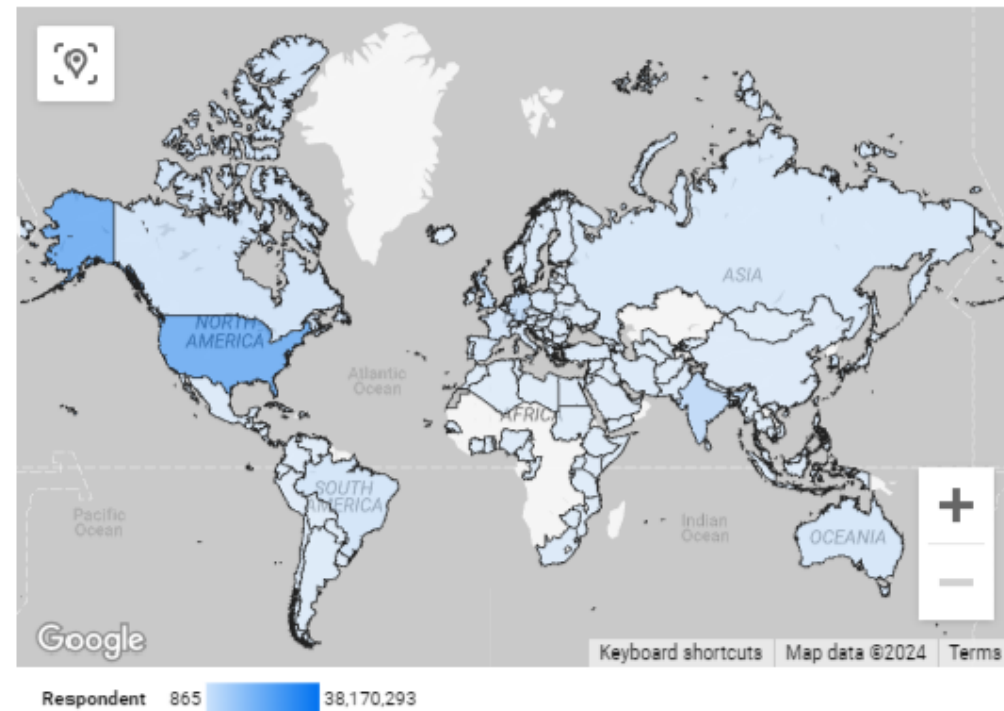 ASIA
NORTH
AMERICA
Atlantic
Ocean
AFRICA
SOUTH
AMERICA
Pacific
Ocean
Indian
Ocean
OCEANIA
+
−
Google
Keyboard shortcuts Map data ©2024 Terms
Respondent 865 38,170,293